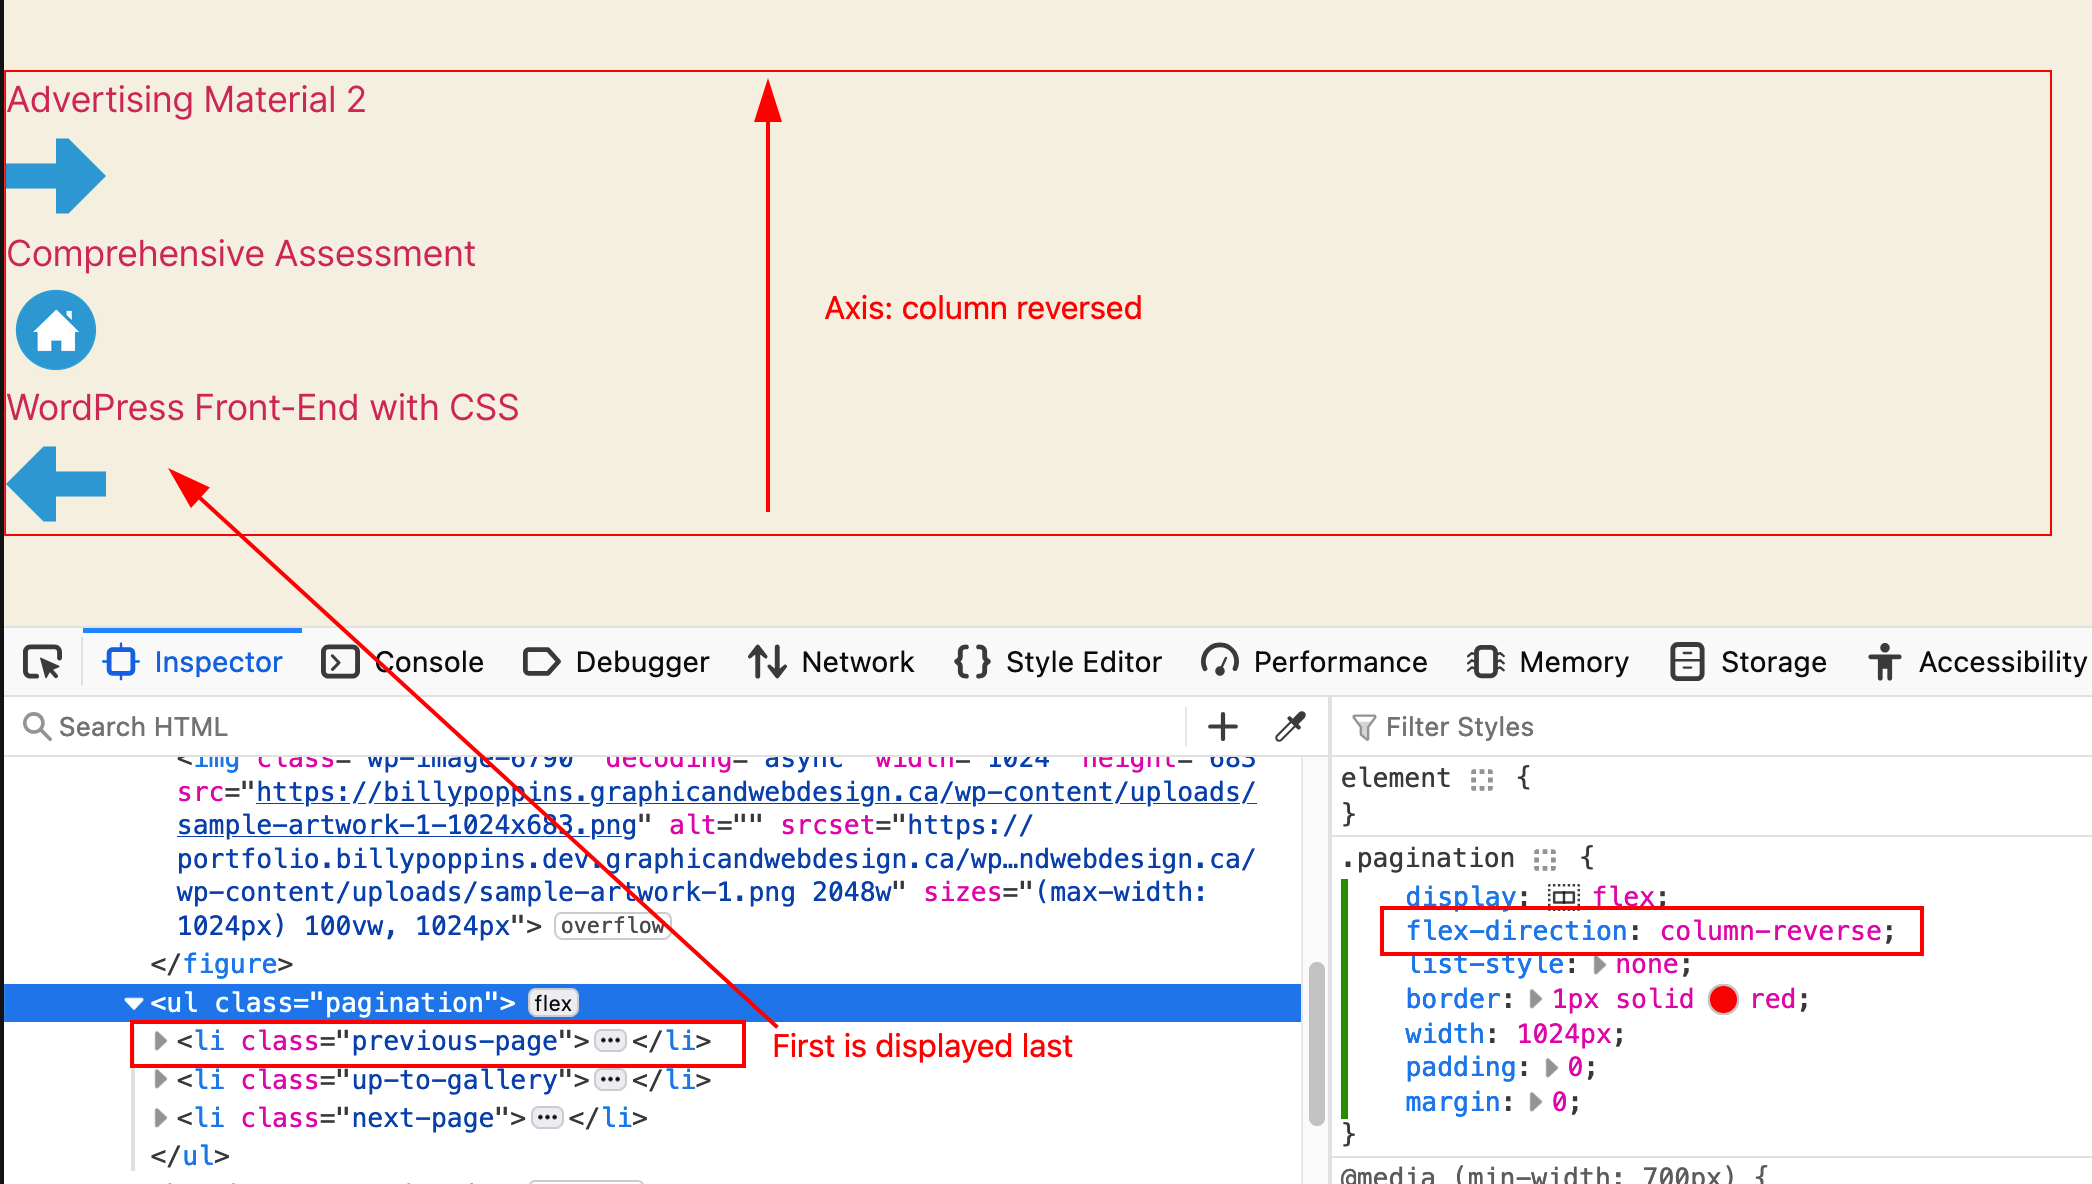 Advertising Material 2
Comprehensive Assessment
Axis: column reversed
WordPress Front-End with CSS
Inspector Console Debugger Network Style Editor Performance Memory Storage Accessibility
Search HTML
Filter Styles
<img class="wp-image-6790" decoding="async" width="1024" height="683
src="https://billypoppins.graphicandwebdesign.ca/wp-content/uploads/
sample-artwork-1-1024x683.png" alt="" srcset="https://
portfolio.billypoppins.dev.graphicandwebdesign.ca/wp…ndwebdesign.ca/
wp-content/uploads/sample-artwork-1.png 2048w" sizes="(max-width:
1024px) 100vw, 1024px"> overflow
</figure>
<ul class="pagination"> flex
<li class="previous-page">…</li>
First is displayed last
<li class="up-to-gallery">…</li>
<li class="next-page">…</li>
</ul>
element {
}
.pagination {
display: flex;
flex-direction: column-reverse;
list-style: none;
border: 1px solid red;
width: 1024px;
padding: 0;
margin: 0;
}
@media (min-width: 700px) {